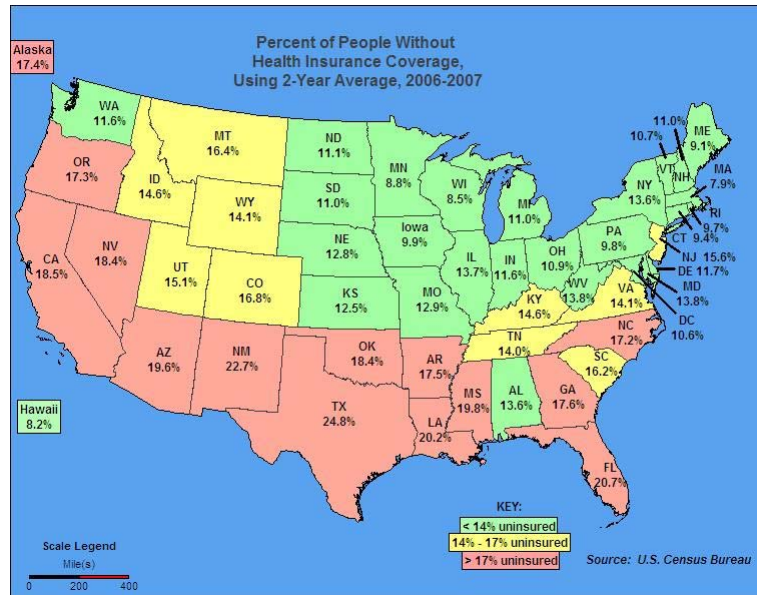 Percent of People Without
Health Insurance Coverage,
Using 2-Year Average, 2006-2007
Alaska
17.4%
WA
11.6%
MT
16.4%
ND
11.1%
MN
8.8%
OR
17.3%
ID
14.6%
WY
14.1%
SD
11.0%
WI
8.5%
MI
11.0%
10.7%
11.0%
VT
NH
ME
9.1%
NY
13.6%
MA
7.9%
RI
9.7%
CT 9.4%
NJ 15.6%
DE 11.7%
MD
13.8%
DC
10.6%
PA
9.8%
CA
18.5%
NV
18.4%
UT
15.1%
CO
16.8%
NE
12.8%
Iowa
9.9%
IL
13.7%
IN
11.6%
OH
10.9%
WV
13.8%
VA
14.1%
KS
12.5%
MO
12.9%
KY
14.6%
TN
14.0%
NC
17.2%
SC
16.2%
AZ
19.6%
NM
22.7%
OK
18.4%
AR
17.5%
TX
24.8%
LA
20.2%
MS
19.8%
AL
13.6%
GA
17.6%
FL
20.7%
Hawaii
8.2%
KEY:
< 14% uninsured
14% - 17% uninsured
> 17% uninsured
Scale Legend
Mile(s)
0 200 400
Source: U.S. Census Bureau